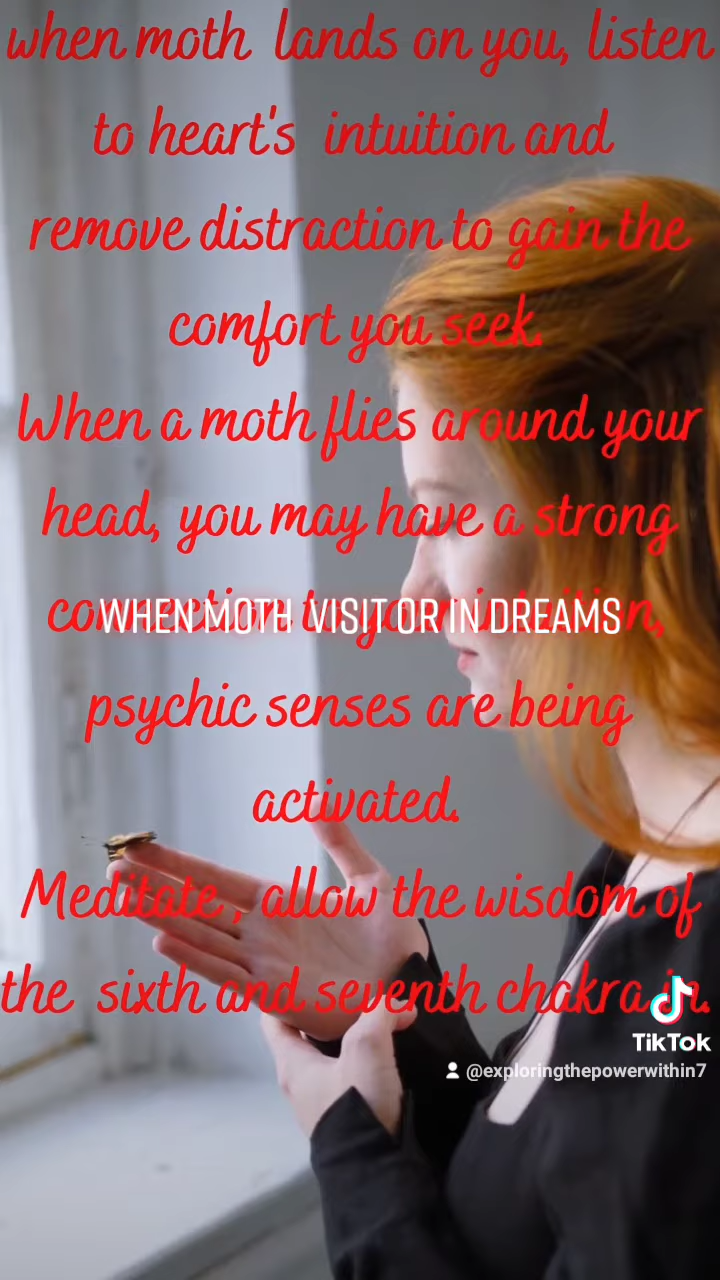 when moth lands on you, listen
to heart's intuition and
remove distraction to gain the
comfort you seek.
When a moth flies around your
head, you may have a strong
WHEN MOTH VISIT OR IN DREAMS
psychic senses are being
activated.
Meditate, allow the wisdom of
the sixth and seventh chakra in.
TikTok
@exploringthepowerwithin7